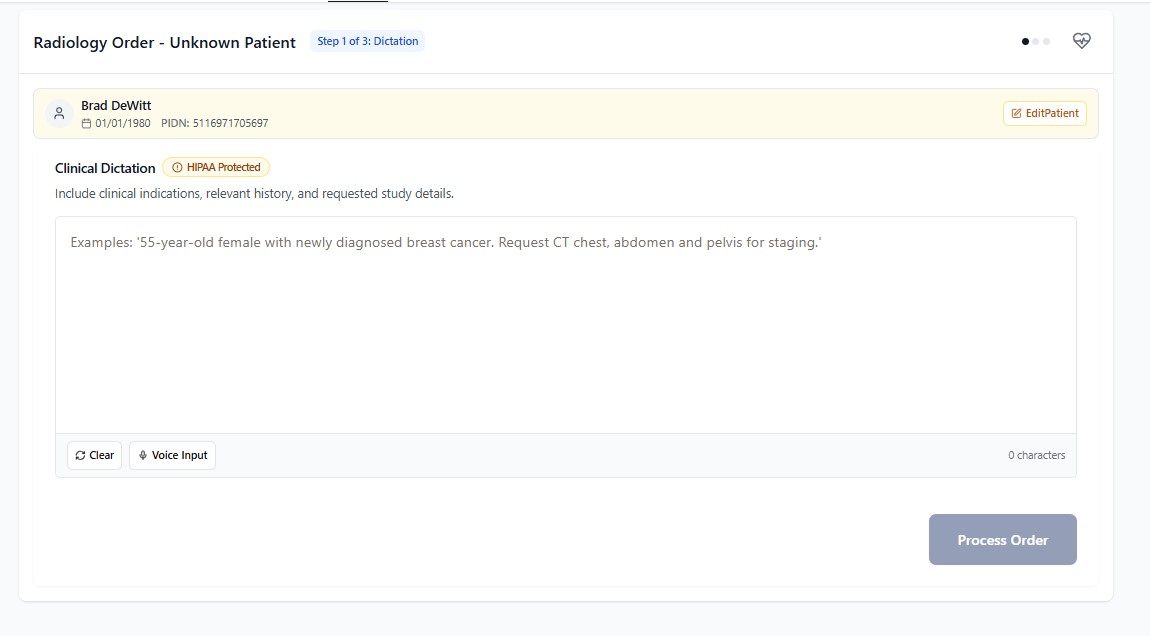 Radiology Order - Unknown Patient
Step 1 of 3: Dictation
Brad DeWitt
01/01/1980 PIDN: 5116971705697
EditPatient
Clinical Dictation
HIPAA Protected
Include clinical indications, relevant history, and requested study details.
Examples: '55-year-old female with newly diagnosed breast cancer. Request CT chest, abdomen and pelvis for staging.'
Clear
Voice Input
0 characters
Process Order